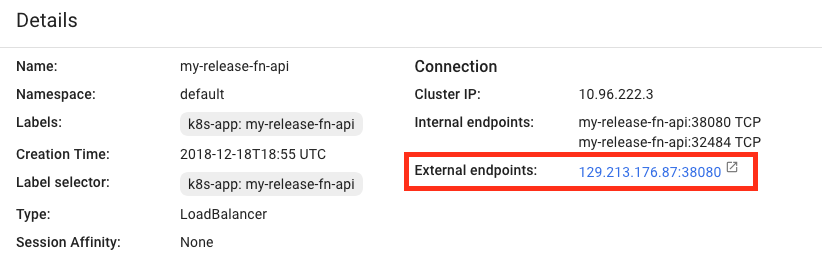 Details
Name: my-release-fn-api
Namespace: default
Labels: k8s-app: my-release-fn-api
Creation Time: 2018-12-18T18:55 UTC
Label selector: k8s-app: my-release-fn-api
Type: LoadBalancer
Session Affinity: None
Connection
Cluster IP: 10.96.222.3
Internal endpoints: my-release-fn-api:38080 TCP
my-release-fn-api:32484 TCP
External endpoints: 129.213.176.87:38080